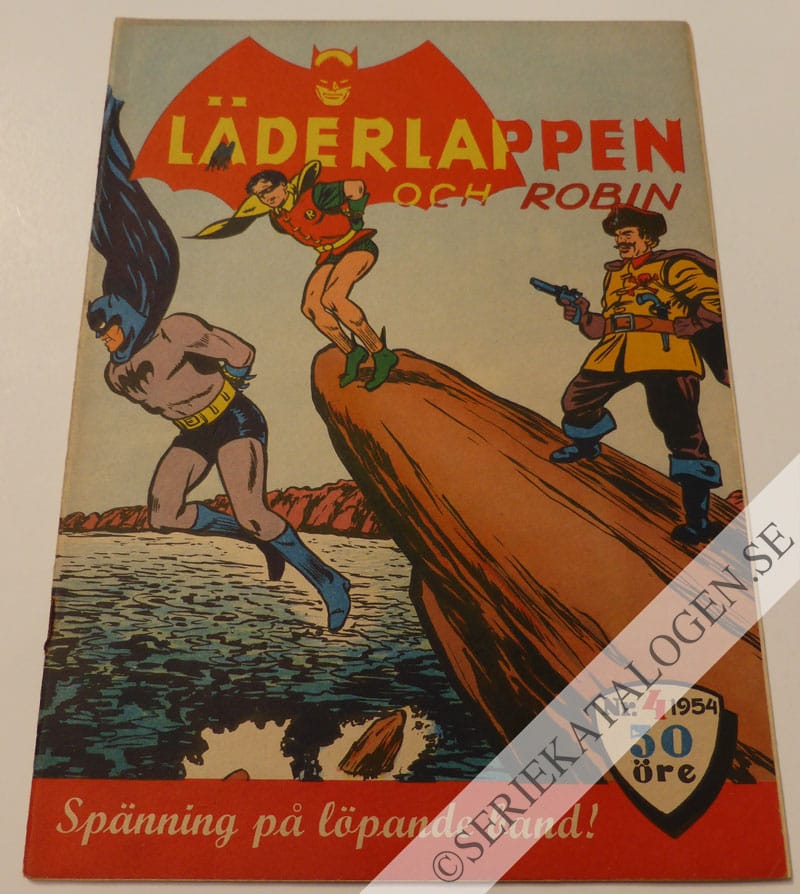 LÄDERLAPPEN
OCH ROBIN
R
Nr. 4 1954
50
öre
Spänning på löpande band!
©SERIEKATALOGEN.SE